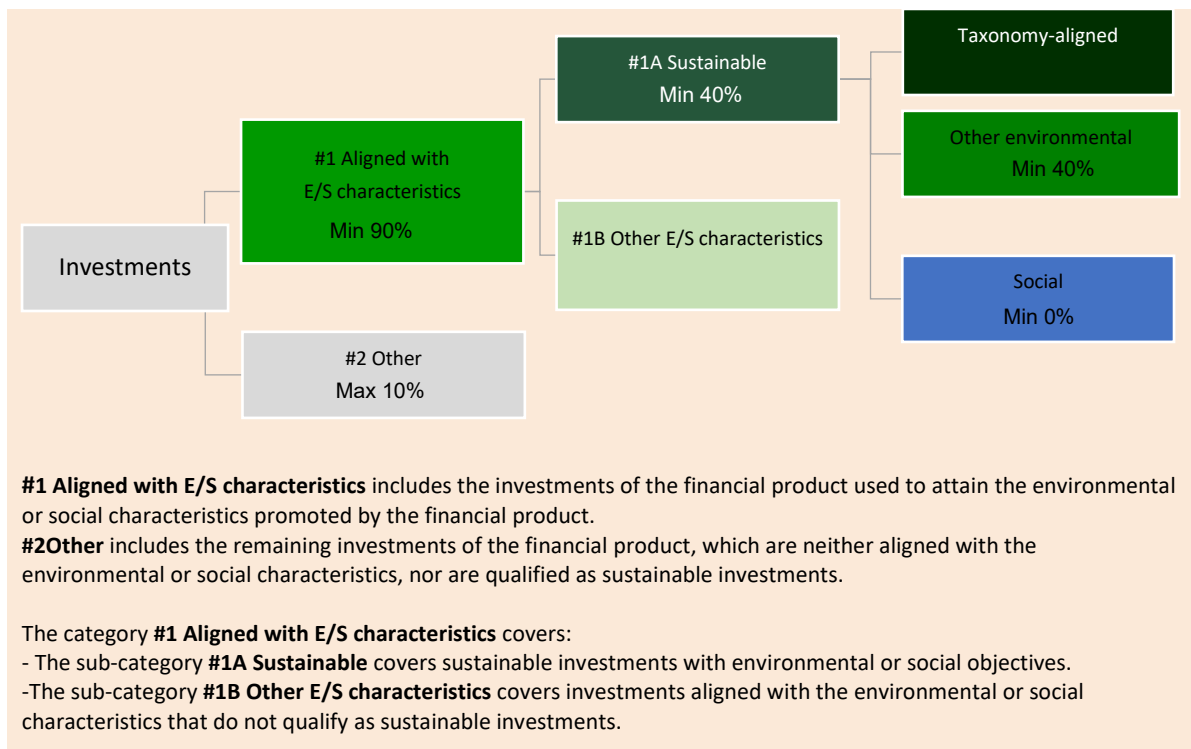 Taxonomy-aligned
#1A Sustainable
Min 40%
#1 Aligned with
E/S characteristics
Min 90%
Other environmental
Min 40%
#1B Other E/S characteristics
Investments
Social
Min 0%
#2 Other
Max 10%
#1 Aligned with E/S characteristics includes the investments of the financial product used to attain the environmental
or social characteristics promoted by the financial product.
#2Other includes the remaining investments of the financial product, which are neither aligned with the
environmental or social characteristics, nor are qualified as sustainable investments.
The category #1 Aligned with E/S characteristics covers:
- The sub-category #1A Sustainable covers sustainable investments with environmental or social objectives.
-The sub-category #1B Other E/S characteristics covers investments aligned with the environmental or social
characteristics that do not qualify as sustainable investments.